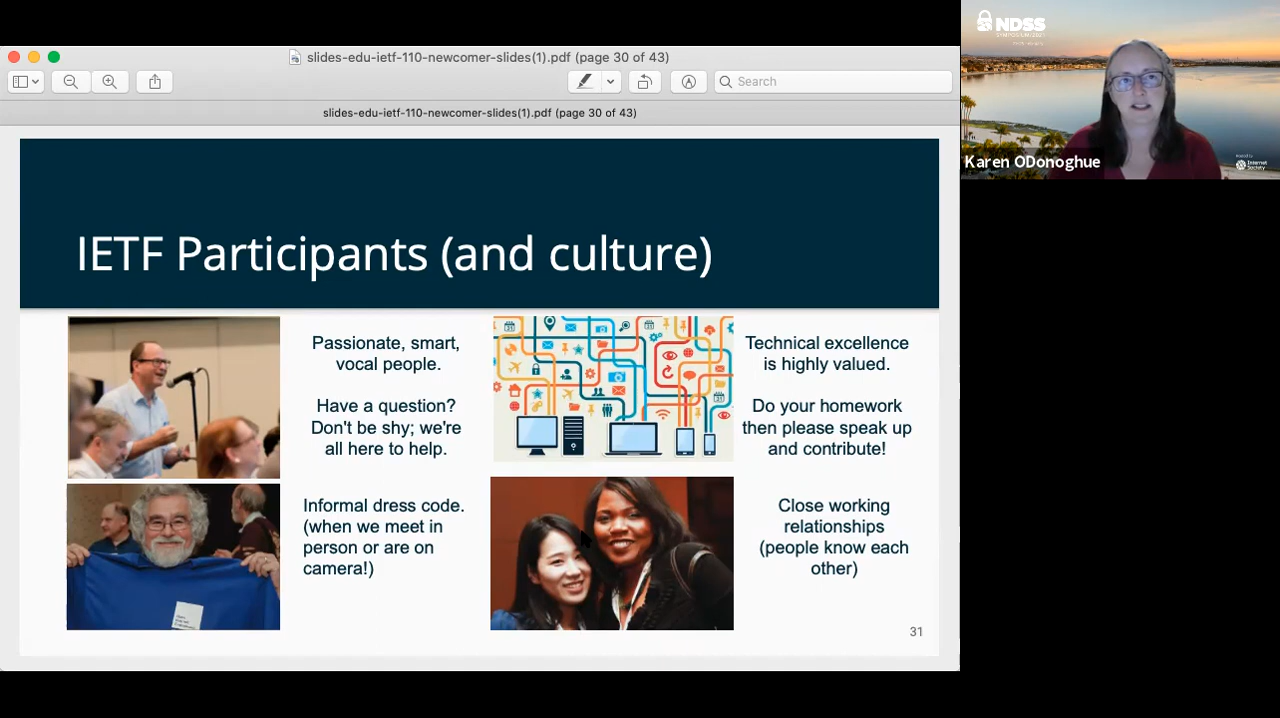 slides-edu-ietf-110-newcomer-slides(1).pdf (page 30 of 43)
Search
slides-edu-ietf-110-newcomer-slides(1).pdf (page 30 of 43)
IETF Participants (and culture)
Passionate, smart,
vocal people.
Have a question?
Don't be shy; we're
all here to help.
Technical excellence
is highly valued.
Do your homework
then please speak up
and contribute!
Informal dress code.
(when we meet in
person or are on
camera!)
Close working
relationships
(people know each
other)
31
NDSS
Karen ODonoghue
Internet
Society